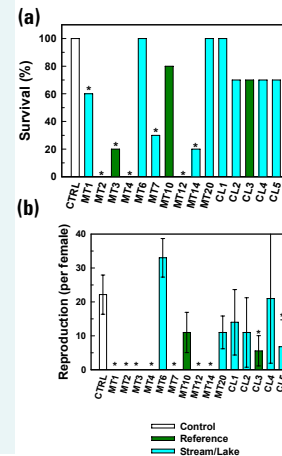 (a)
Survival (%)
120
100
80
60
40
20
0
* * * * * * *
CTRL MT1 MT2 MT3 MT4 MT6 MT7 MT10 MT12 MT14 MT20 CL1 CL2 CL3 CL4 CL5
(b)
Reproduction (per female)
40
30
20
10
0
* * * * * * * * *
CTRL MT1 MT2 MT3 MT4 MT6 MT7 MT10 MT12 MT14 MT20 CL1 CL2 CL3 CL4
Control
Reference
Stream/Lake